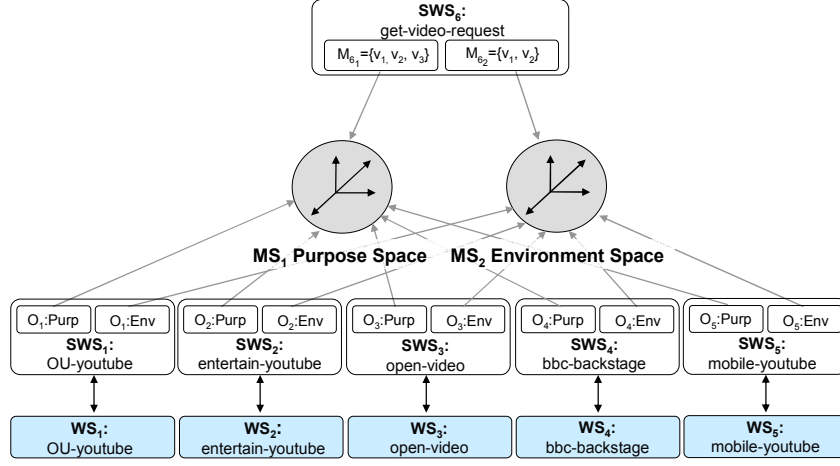 SWS₆:
get-video-request
M₆₁={v₁, v₂, v₃} M₆₂={v₁, v₂}
MS₁ Purpose Space MS₂ Environment Space
O₁:Purp O₁:Env O₂:Purp O₂:Env O₃:Purp O₃:Env O₄:Purp O₄:Env O₅:Purp O₅:Env
SWS₁: SWS₂: SWS₃: SWS₄: SWS₅:
OU-youtube entertain-youtube open-video bbc-backstage mobile-youtube
WS₁: WS₂: WS₃: WS₄: WS₅:
OU-youtube entertain-youtube open-video bbc-backstage mobile-youtube